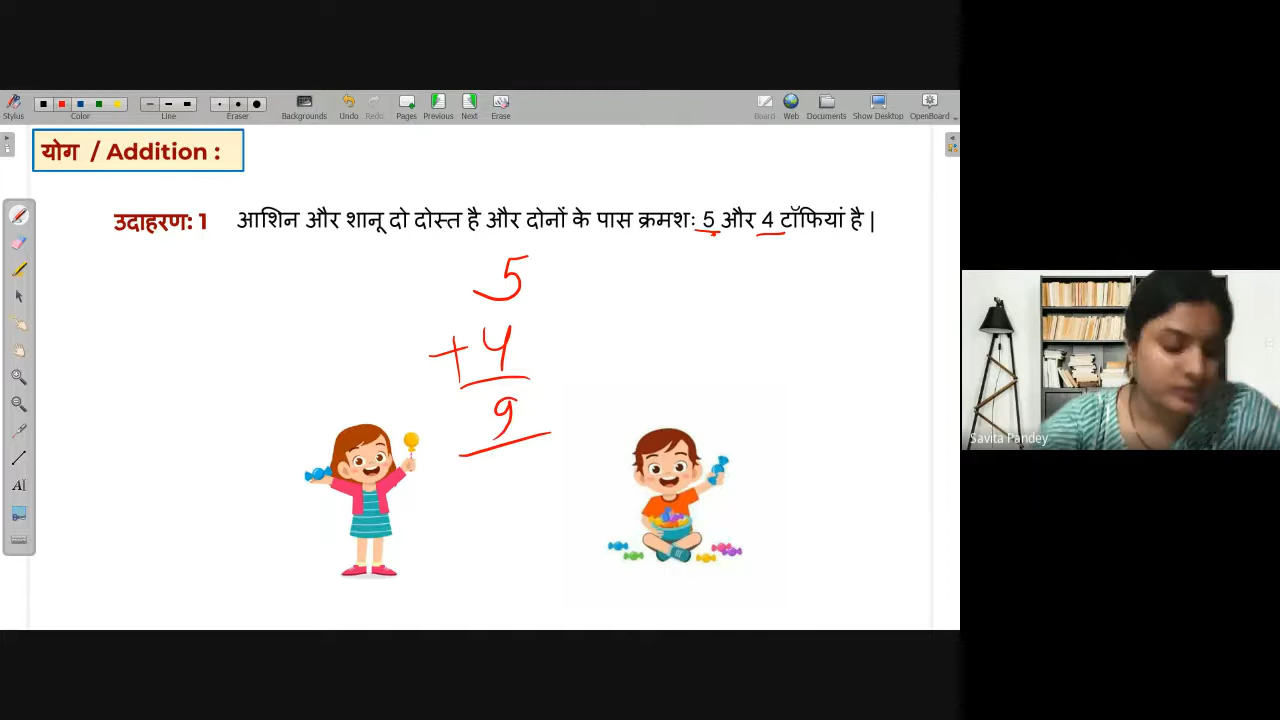 Stylus
Color
Line
Eraser
Backgrounds
Undo
Redo
Pages
Previous
Next
Erase
Board
Web
Documents
Show Desktop
OpenBoard
योग / Addition :
उदाहरण: 1 आशिन और शानू दो दोस्त है और दोनों के पास क्रमशः 5 और 4 टॉफियां है |
5
+ 4
9
Savita Pandey